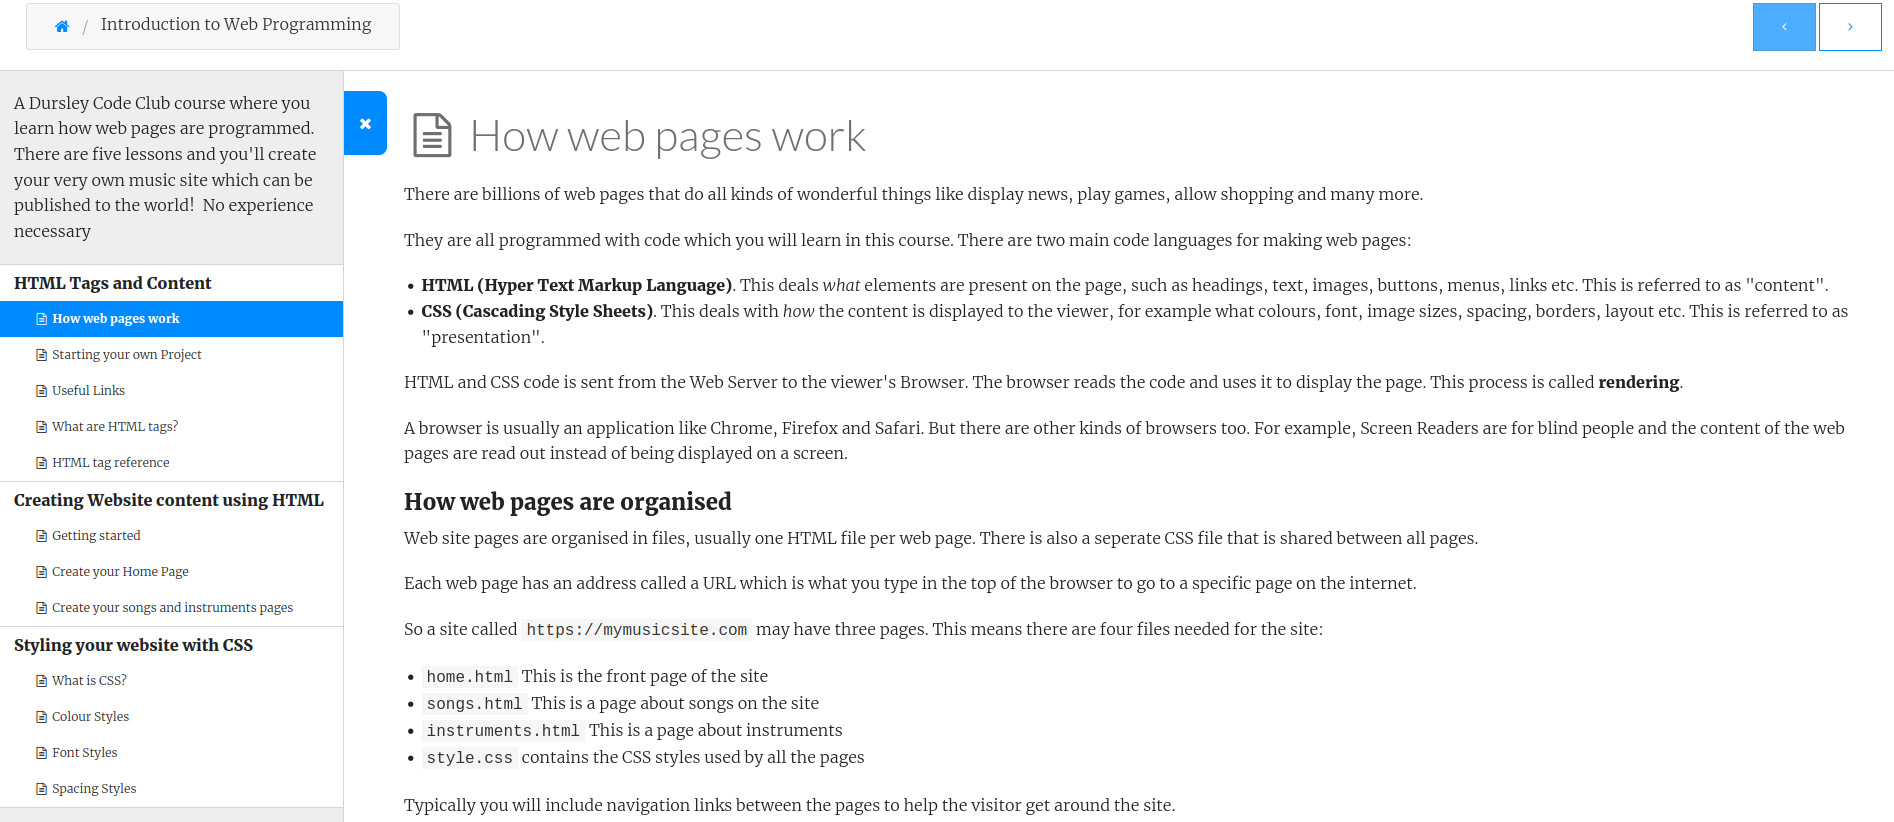 / Introduction to Web Programming
‹ ›
A Dursley Code Club course where you
learn how web pages are programmed.
There are five lessons and you'll create
your very own music site which can be
published to the world!  No experience
necessary
HTML Tags and Content
How web pages work
Starting your own Project
Useful Links
What are HTML tags?
HTML tag reference
Creating Website content using HTML
Getting started
Create your Home Page
Create your songs and instruments pages
Styling your website with CSS
What is CSS?
Colour Styles
Font Styles
Spacing Styles
How web pages work
There are billions of web pages that do all kinds of wonderful things like display news, play games, allow shopping and many more.
They are all programmed with code which you will learn in this course. There are two main code languages for making web pages:
• HTML (Hyper Text Markup Language). This deals what elements are present on the page, such as headings, text, images, buttons, menus, links etc. This is referred to as "content".
• CSS (Cascading Style Sheets). This deals with how the content is displayed to the viewer, for example what colours, font, image sizes, spacing, borders, layout etc. This is referred to as
"presentation".
HTML and CSS code is sent from the Web Server to the viewer's Browser. The browser reads the code and uses it to display the page. This process is called rendering.
A browser is usually an application like Chrome, Firefox and Safari. But there are other kinds of browsers too. For example, Screen Readers are for blind people and the content of the web
pages are read out instead of being displayed on a screen.
How web pages are organised
Web site pages are organised in files, usually one HTML file per web page. There is also a seperate CSS file that is shared between all pages.
Each web page has an address called a URL which is what you type in the top of the browser to go to a specific page on the internet.
So a site called https://mymusicsite.com may have three pages. This means there are four files needed for the site:
• home.html This is the front page of the site
• songs.html This is a page about songs on the site
• instruments.html This is a page about instruments
• style.css contains the CSS styles used by all the pages
Typically you will include navigation links between the pages to help the visitor get around the site.